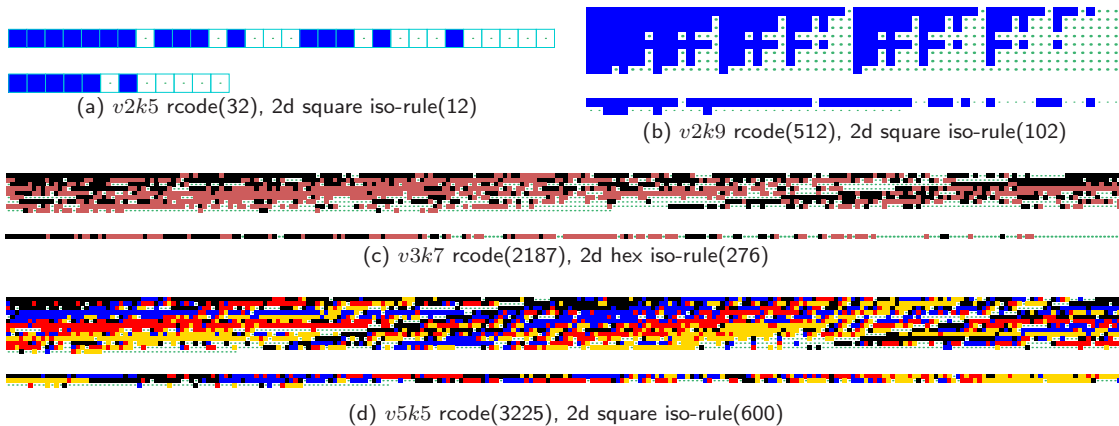 (a) v2k5 rcode(32), 2d square iso-rule(12)
(b) v2k9 rcode(512), 2d square iso-rule(102)
(c) v3k7 rcode(2187), 2d hex iso-rule(276)
(d) v5k5 rcode(3225), 2d square iso-rule(600)